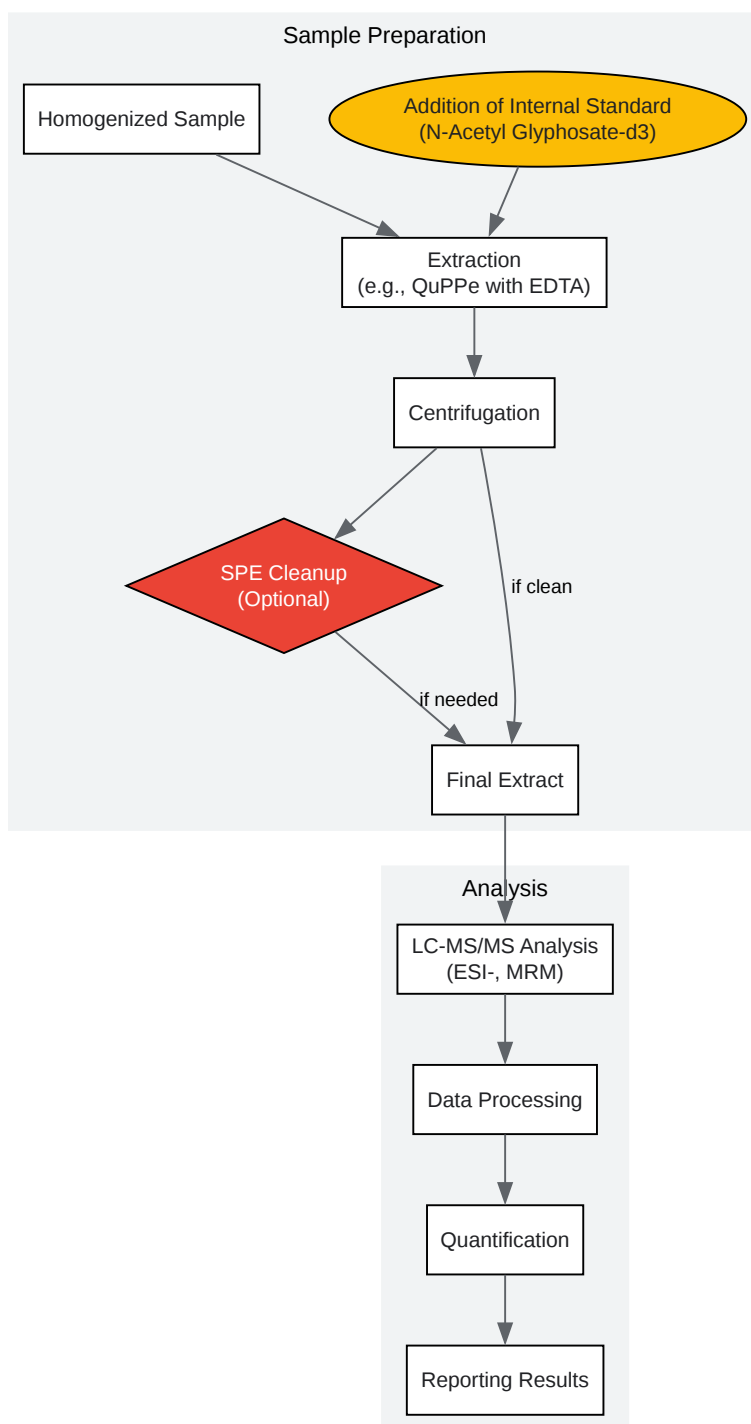 Sample Preparation
Homogenized Sample
Addition of Internal Standard
(N-Acetyl Glyphosate-d3)
Extraction
(e.g., QuPPe with EDTA)
Centrifugation
SPE Cleanup
(Optional)
if clean
if needed
Final Extract
Analysis
LC-MS/MS Analysis
(ESI-, MRM)
Data Processing
Quantification
Reporting Results